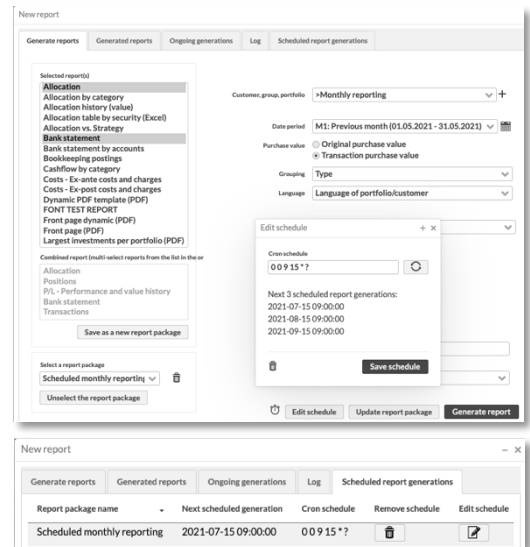 New report
Generate reports Generated reports Ongoing generations Log Scheduled report generations
Selected report(s)
Allocation
Allocation by category
Allocation history (value)
Allocation table by security (Excel)
Allocation vs. Strategy
Bank statement
Bank statement by accounts
Bookkeeping postings
Cashflow by category
Costs - Ex-ante costs and charges
Costs - Ex-post costs and charges
Dynamic PDF template (PDF)
FONT TEST REPORT
Front page dynamic (PDF)
Front page (PDF)
Largest investments per portfolio (PDF)
Combined report (multi-select reports from the list in the or
Allocation
Positions
P/L - Performance and value history
Bank statement
Transactions
Save as a new report package
Select a report package
Scheduled monthly reporting
Unselect the report package
Customer, group, portfolio >Monthly reporting
Date period M1: Previous month (01.05.2021 - 31.05.2021)
Purchase value Original purchase value
Transaction purchase value
Grouping Type
Language Language of portfolio/customer
Edit schedule + ×
Cron schedule
0 0 9 15 * ?
Next 3 scheduled report generations:
2021-07-15 09:00:00
2021-08-15 09:00:00
2021-09-15 09:00:00
Save schedule
Edit schedule Update report package Generate report
New report – ×
Generate reports Generated reports Ongoing generations Log Scheduled report generations
Report package name Next scheduled generation Cron schedule Remove schedule Edit schedule
Scheduled monthly reporting 2021-07-15 09:00:00 0 0 9 15 * ?